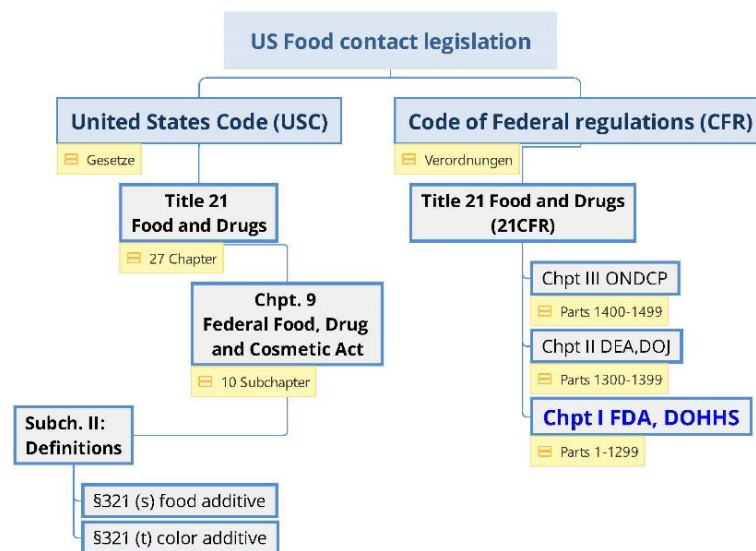 US Food contact legislation
United States Code (USC)
Gesetze
Title 21
Food and Drugs
27 Chapter
Chpt. 9
Federal Food, Drug
and Cosmetic Act
10 Subchapter
Subch. II:
Definitions
§321 (s) food additive
§321 (t) color additive
Code of Federal regulations (CFR)
Verordnungen
Title 21 Food and Drugs
(21CFR)
Chpt III ONDCP
Parts 1400-1499
Chpt II DEA,DOJ
Parts 1300-1399
Chpt I FDA, DOHHS
Parts 1-1299